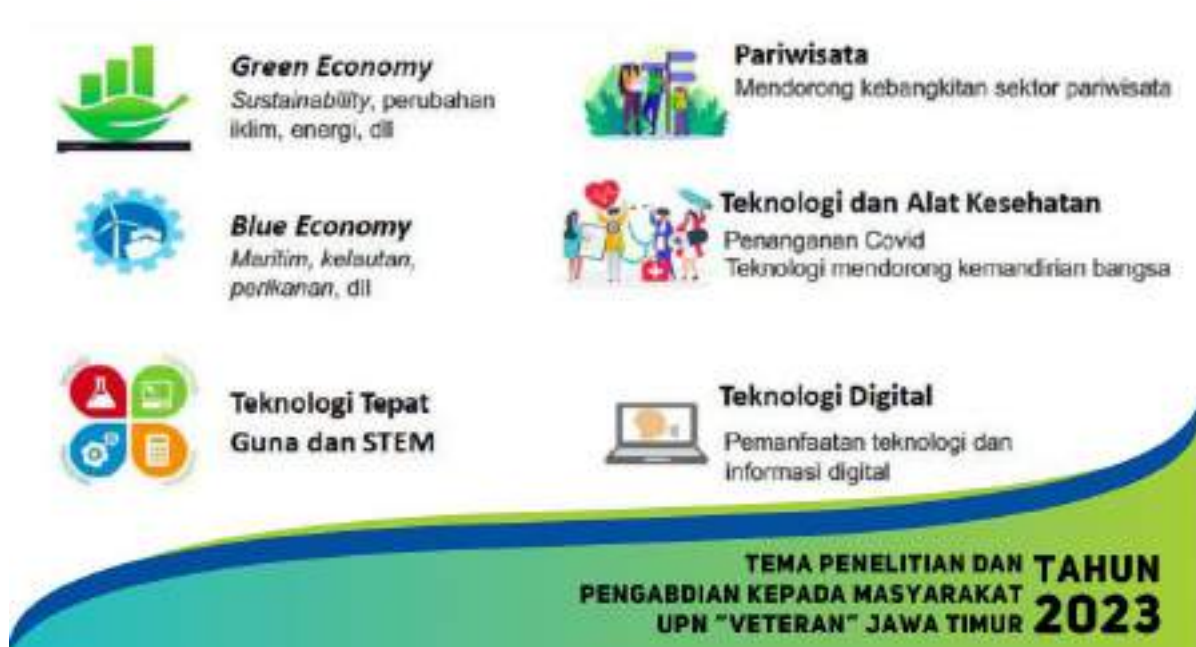 Green Economy
Sustainability, perubahan
iklim, energi, dll
Blue Economy
Maritim, kelautan,
perikanan, dll
Teknologi Tepat
Guna dan STEM
Pariwisata
Mendorong kebangkitan sektor pariwisata
Teknologi dan Alat Kesehatan
Penanganan Covid
Teknologi mendorong kemandirian bangsa
Teknologi Digital
Pemanfaatan teknologi dan
informasi digital
TEMA PENELITIAN DAN
PENGABDIAN KEPADA MASYARAKAT
UPN "VETERAN" JAWA TIMUR
TAHUN
2023